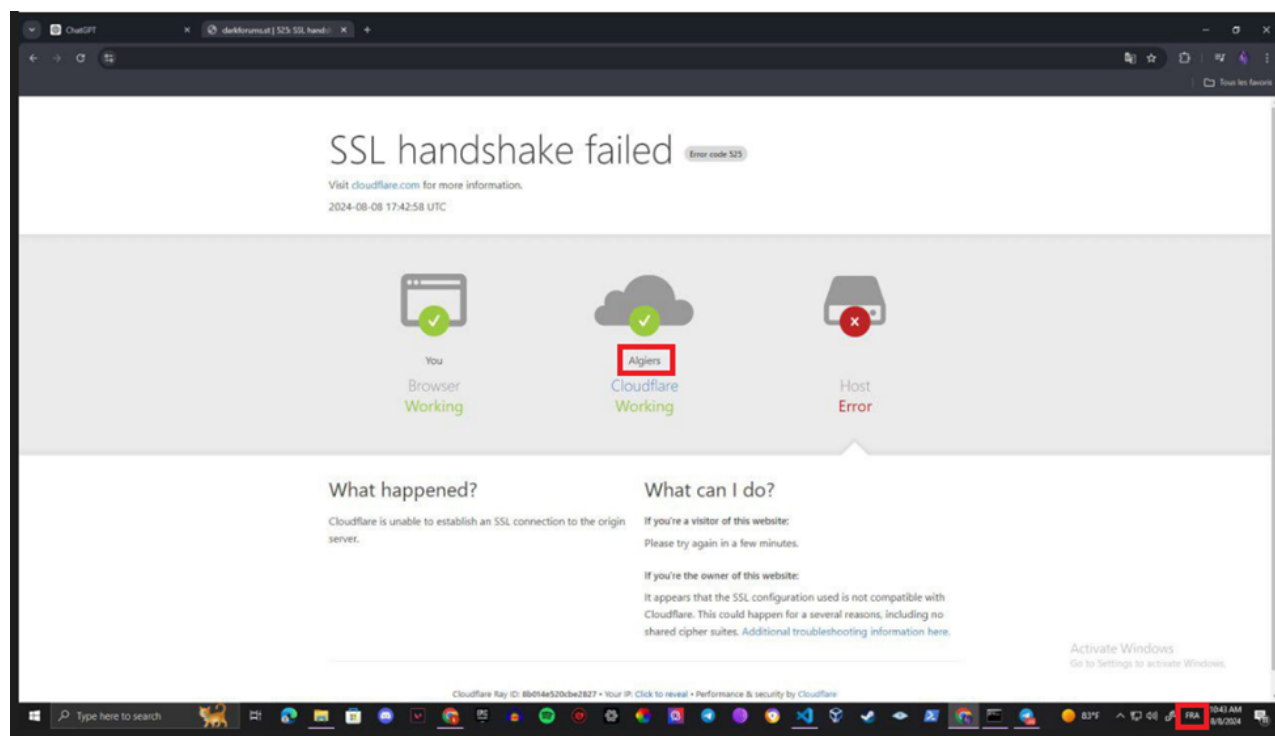 ChatGPT
darkforums.st | 525: SSL hands
Tous les favoris
SSL handshake failed Error code 525
Visit cloudflare.com for more information.
2024-08-08 17:42:58 UTC
You
Browser
Working
Algiers
Cloudflare
Working
Host
Error
What happened?
Cloudflare is unable to establish an SSL connection to the origin
server.
What can I do?
If you're a visitor of this website:
Please try again in a few minutes.
If you're the owner of this website:
It appears that the SSL configuration used is not compatible with
Cloudflare. This could happen for a several reasons, including no
shared cipher suites. Additional troubleshooting information here.
Activate Windows
Go to Settings to activate Windows.
Cloudflare Ray ID: 8b014e520cbe2827 • Your IP: Click to reveal • Performance & security by Cloudflare
Type here to search
83°F
FRA
10:43 AM
8/8/2024